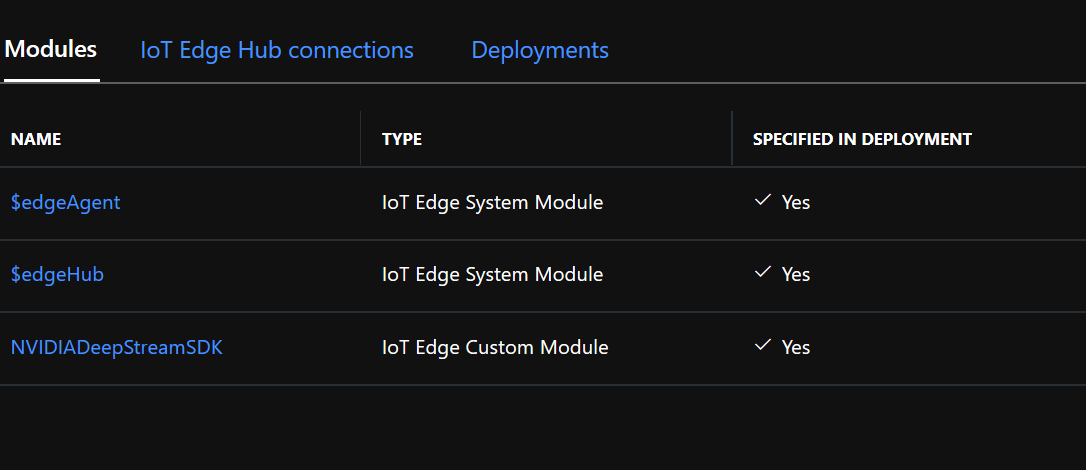 Modules IoT Edge Hub connections Deployments
NAME TYPE SPECIFIED IN DEPLOYMENT
$edgeAgent IoT Edge System Module Yes
$edgeHub IoT Edge System Module Yes
NVIDIADeepStreamSDK IoT Edge Custom Module Yes